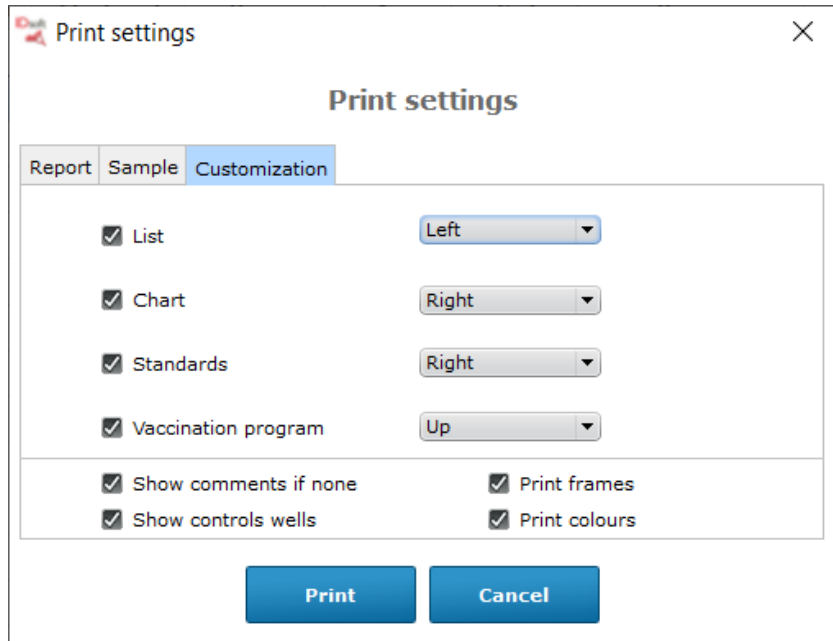 Print settings
Print settings
Report Sample Customization
List Left
Chart Right
Standards Right
Vaccination program Up
Show comments if none Print frames
Show controls wells Print colours
Print Cancel